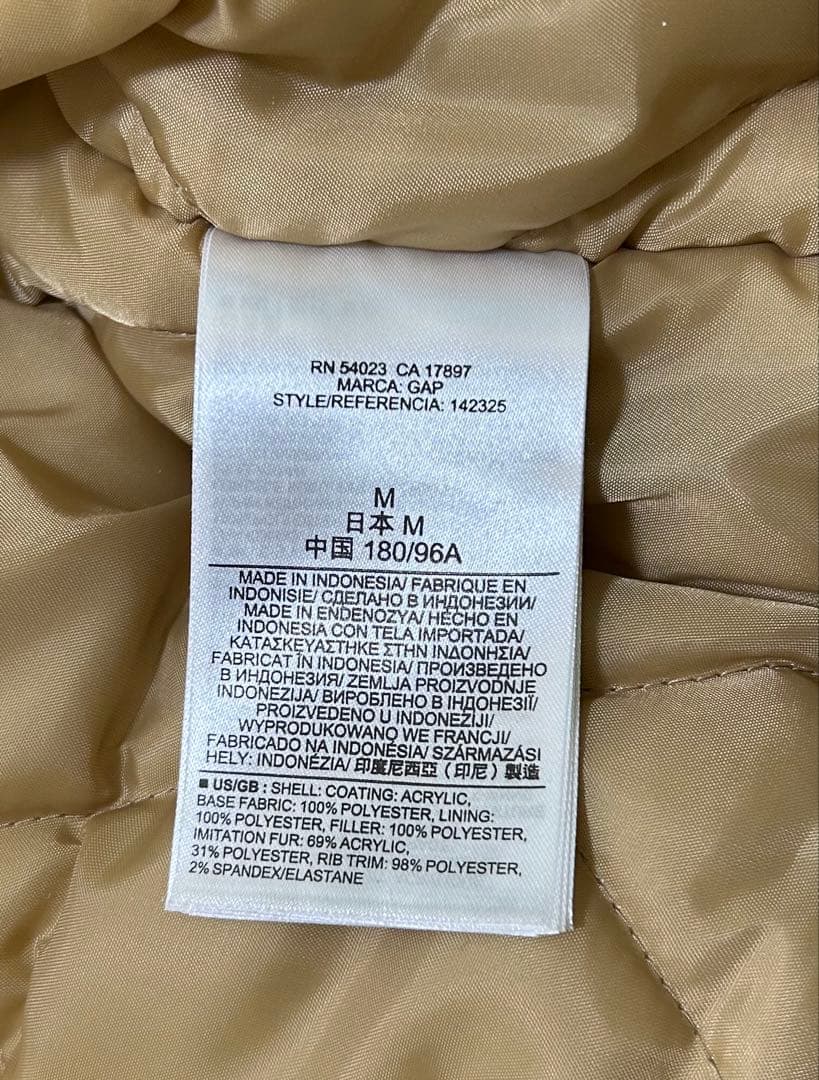 RN 54023 CA 17897
MARCA: GAP
STYLE/REFERENCIA: 142325
M
日本 M
中国 180/96A
MADE IN INDONESIA/ FABRIQUE EN
INDONISIE/ СДЕЛАНО В ИНДОНЕЗИИ/
MADE IN ENDENOZYA/ HECHO EN
INDONESIA CON TELA IMPORTADA/
ΚΑΤΑΣΚΕΥΑΣΤΗΚΕ ΣΤΗΝ ΙΝΔΟΝΗΣΙΑ/
FABRICAT ÎN INDONESIA/ ПРОИЗВЕДЕНО
В ИНДОНЕЗИЯ/ ZEMLJA PROIZVODNJE
INDONEZIJA/ ВИРОБЛЕНО В ІНДОНЕЗІЇ/
PROIZVEDENO U INDONEŽIJI/
WYPRODUKOWANO WE FRANCJI/
FABRICADO NA INDONÉSIA/ SZÁRMAZÁSI
HELY: INDONÉZIA/ 印度尼西亞 (印尼) 製造
■ US/GB : SHELL: COATING: ACRYLIC,
BASE FABRIC: 100% POLYESTER, LINING:
100% POLYESTER, FILLER: 100% POLYESTER,
IMITATION FUR: 69% ACRYLIC,
31% POLYESTER, RIB TRIM: 98% POLYESTER,
2% SPANDEX/ELASTANE